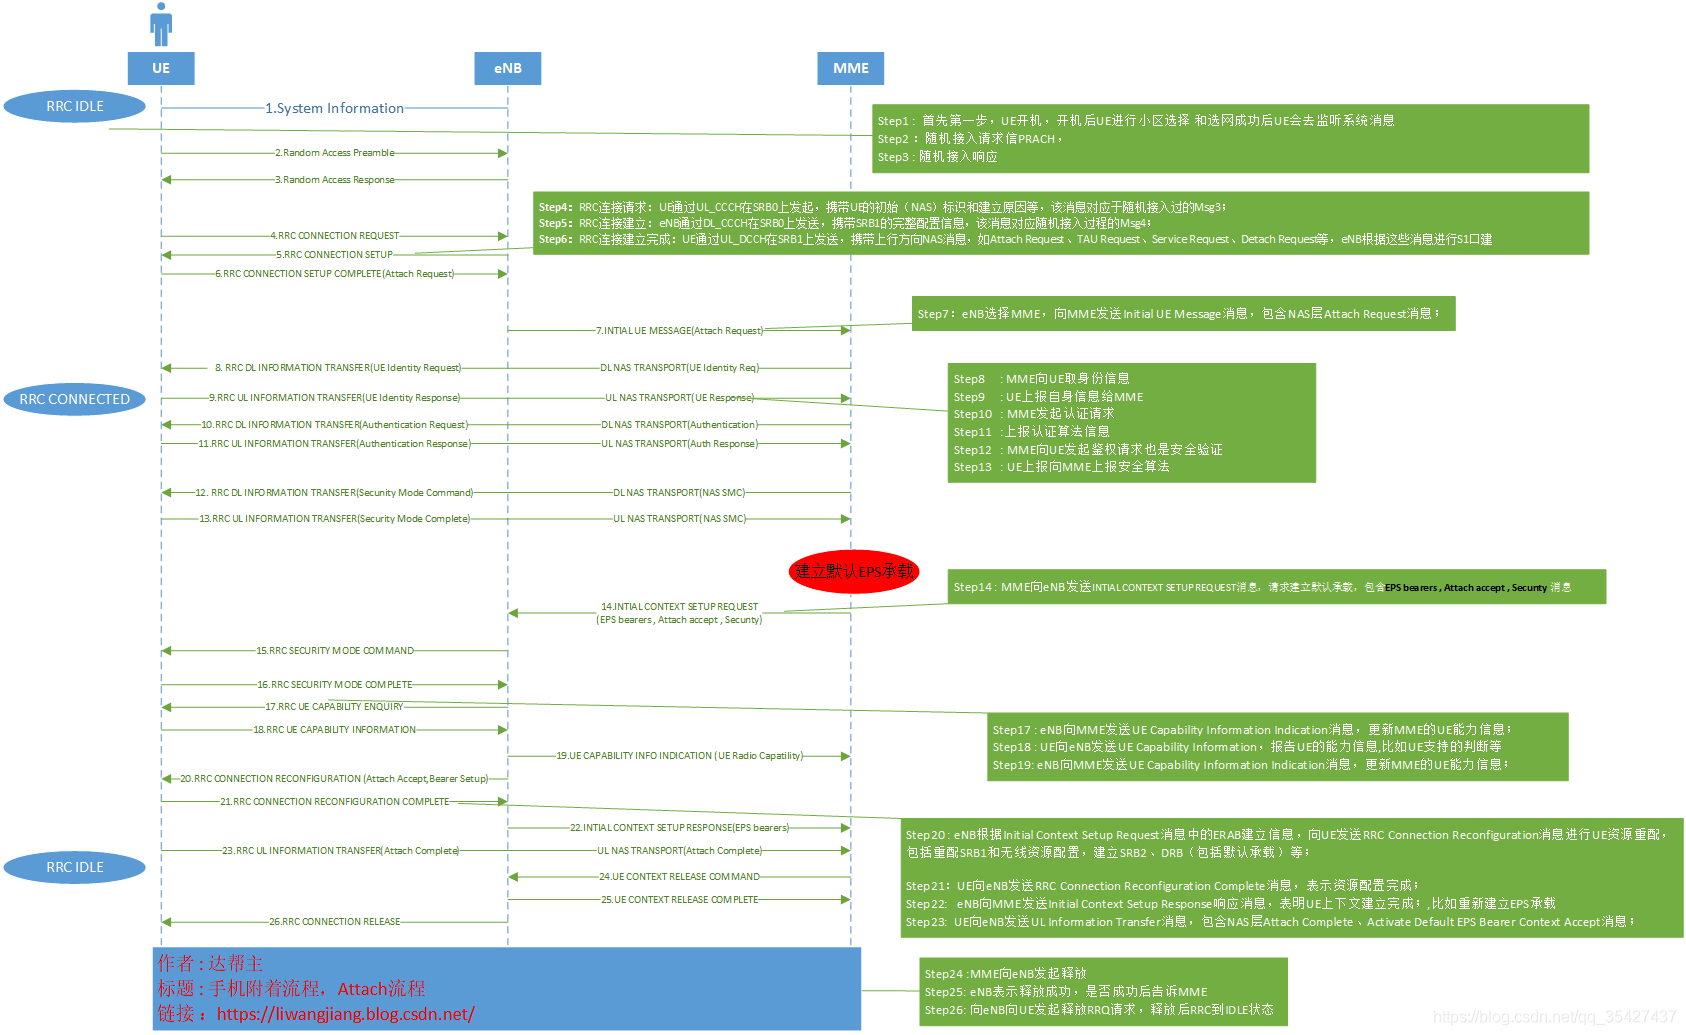 UE
eNB
MME
RRC IDLE
1.System Information
Step1 : 首先第一步，UE开机，开机后UE进行小区选择 和选网成功后UE会去监听系统消息
Step2 : 随机接入请求信PRACH，
Step3 : 随机接入响应
2.Random Access Preamble
3.Random Access Response
Step4: RRC连接请求: UE通过UL_CCCH在SRB0上发起，携带UE的初始（NAS）标识和建立原因等，该消息对应于随机接入过的Msg3；
Step5: RRC连接建立: eNB通过DL_CCCH在SRB0上发送，携带SRB1的完整配置信息，该消息对应随机接入过程的Msg4；
Step6: RRC连接建立完成: UE通过UL_DCCH在SRB1上发送，携带上行方向NAS消息，如Attach Request、TAU Request、Service Request、Detach Request等，eNB根据这些消息进行S1口建
4.RRC CONNECTION REQUEST
5.RRC CONNECTION SETUP
6.RRC CONNECTION SETUP COMPLETE(Attach Request)
Step7: eNB选择MME，向MME发送Initial UE Message消息，包含NAS层Attach Request消息；
7.INTIAL UE MESSAGE(Attach Request)
8. RRC DL INFORMATION TRANSFER(UE Identity Request) DL NAS TRANSPORT(UE Identity Req)
RRC CONNECTED
9.RRC UL INFORMATION TRANSFER(UE Identity Response) UL NAS TRANSPORT(UE Response)
10.RRC DL INFORMATION TRANSFER(Authentication Request) DL NAS TRANSPORT(Authentication)
11.RRC UL INFORMATION TRANSFER(Authentication Response) UL NAS TRANSPORT(Auth Response)
Step8 : MME向UE取身份信息
Step9 : UE上报自身信息给MME
Step10 : MME发起认证请求
Step11 : 上报认证算法信息
Step12 : MME向UE发起鉴权请求也是安全验证
Step13 : UE上报向MME上报安全算法
12. RRC DL INFORMATION TRANSFER(Security Mode Command) DL NAS TRANSPORT(NAS SMC)
13.RRC UL INFORMATION TRANSFER(Security Mode Complete) UL NAS TRANSPORT(NAS SMC)
建立默认EPS承载
Step14 : MME向eNB发送INTIAL CONTEXT SETUP REQUEST消息，请求建立默认承载，包含EPS bearers , Attach accept , Secunty 消息
14.INTIAL CONTEXT SETUP REQUEST
(EPS bearers , Attach accept , Secunty)
15.RRC SECURITY MODE COMMAND
16.RRC SECURITY MODE COMPLETE
17.RRC UE CAPABILITY ENQUIRY
18.RRC UE CAPABILITY INFORMATION
Step17 : eNB向MME发送UE Capability Information Indication消息，更新MME的UE能力信息；
Step18 : UE向eNB发送UE Capability Information，报告UE的能力信息,比如UE支持的判断等
Step19: eNB向MME发送UE Capability Information Indication消息，更新MME的UE能力信息；
19.UE CAPABILITY INFO INDICATION (UE Radio Capatility)
20.RRC CONNECTION RECONFIGURATION (Attach Accept,Bearer Setup)
21.RRC CONNECTION RECONFIGURATION COMPLETE
22.INTIAL CONTEXT SETUP RESPONSE(EPS bearers)
Step20 : eNB根据Initial Context Setup Request消息中的ERAB建立信息，向UE发送RRC Connection Reconfiguration消息进行UE资源重配，
包括重配SRB1和无线资源配置，建立SRB2、DRB（包括默认承载）等；
Step21: UE向eNB发送RRC Connection Reconfiguration Complete消息，表示资源配置完成；
Step22: eNB向MME发送Initial Context Setup Response响应消息，表明UE上下文建立完成；,比如重新建立EPS承载
Step23: UE向eNB发送UL Information Transfer消息，包含NAS层Attach Complete、Activate Default EPS Bearer Context Accept消息；
23.RRC UL INFORMATION TRANSFER(Attach Complete) UL NAS TRANSPORT(Attach Complete)
RRC IDLE
24.UE CONTEXT RELEASE COMMAND
25.UE CONTEXT RELEASE COMPLETE
26.RRC CONNECTION RELEASE
作者 : 达帮主
标题 : 手机附着流程，Attach流程
链接 : https://liwangjiang.blog.csdn.net/
Step24 :MME向eNB发起释放
Step25: eNB表示释放成功，是否成功后告诉MME
Step26: 向eNB向UE发起释放RRQ请求，释放后RRC到IDLE状态
https://blog.csdn.net/qq_35427437